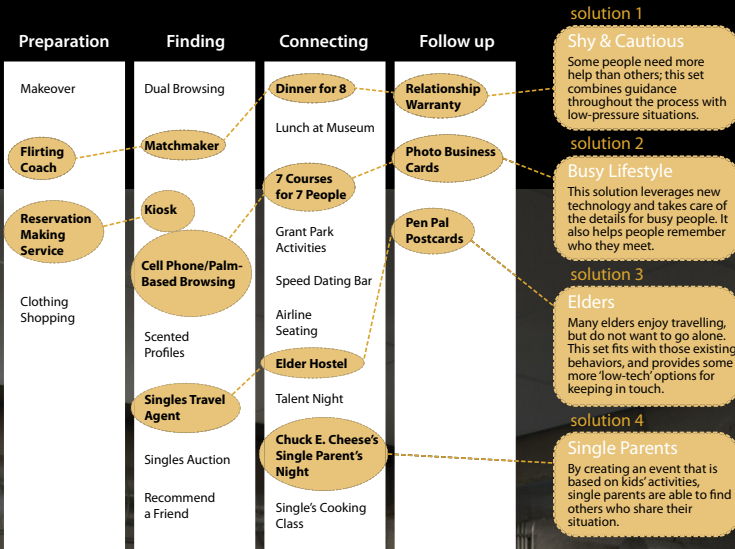 Preparation
Makeover
Flirting
Coach
Reservation
Making
Service
Clothing
Shopping
Finding
Dual Browsing
Matchmaker
Kiosk
Cell Phone/Palm-
Based Browsing
Scented
Profiles
Singles Travel
Agent
Singles Auction
Recommend
a Friend
Connecting
Dinner for 8
Lunch at Museum
7 Courses
for 7 People
Grant Park
Activities
Speed Dating Bar
Airline
Seating
Elder Hostel
Talent Night
Chuck E. Cheese's
Single Parent's
Night
Single's Cooking
Class
Follow up
Relationship
Warranty
Photo Business
Cards
Pen Pal
Postcards
solution 1
Shy & Cautious
Some people need more
help than others; this set
combines guidance
throughout the process with
low-pressure situations.
solution 2
Busy Lifestyle
This solution leverages new
technology and takes care of
the details for busy people. It
also helps people remember
who they meet.
solution 3
Elders
Many elders enjoy travelling,
but do not want to go alone.
This set fits with those existing
behaviors, and provides some
more 'low-tech' options for
keeping in touch.
solution 4
Single Parents
By creating an event that is
based on kids' activities,
single parents are able to find
others who share their
situation.